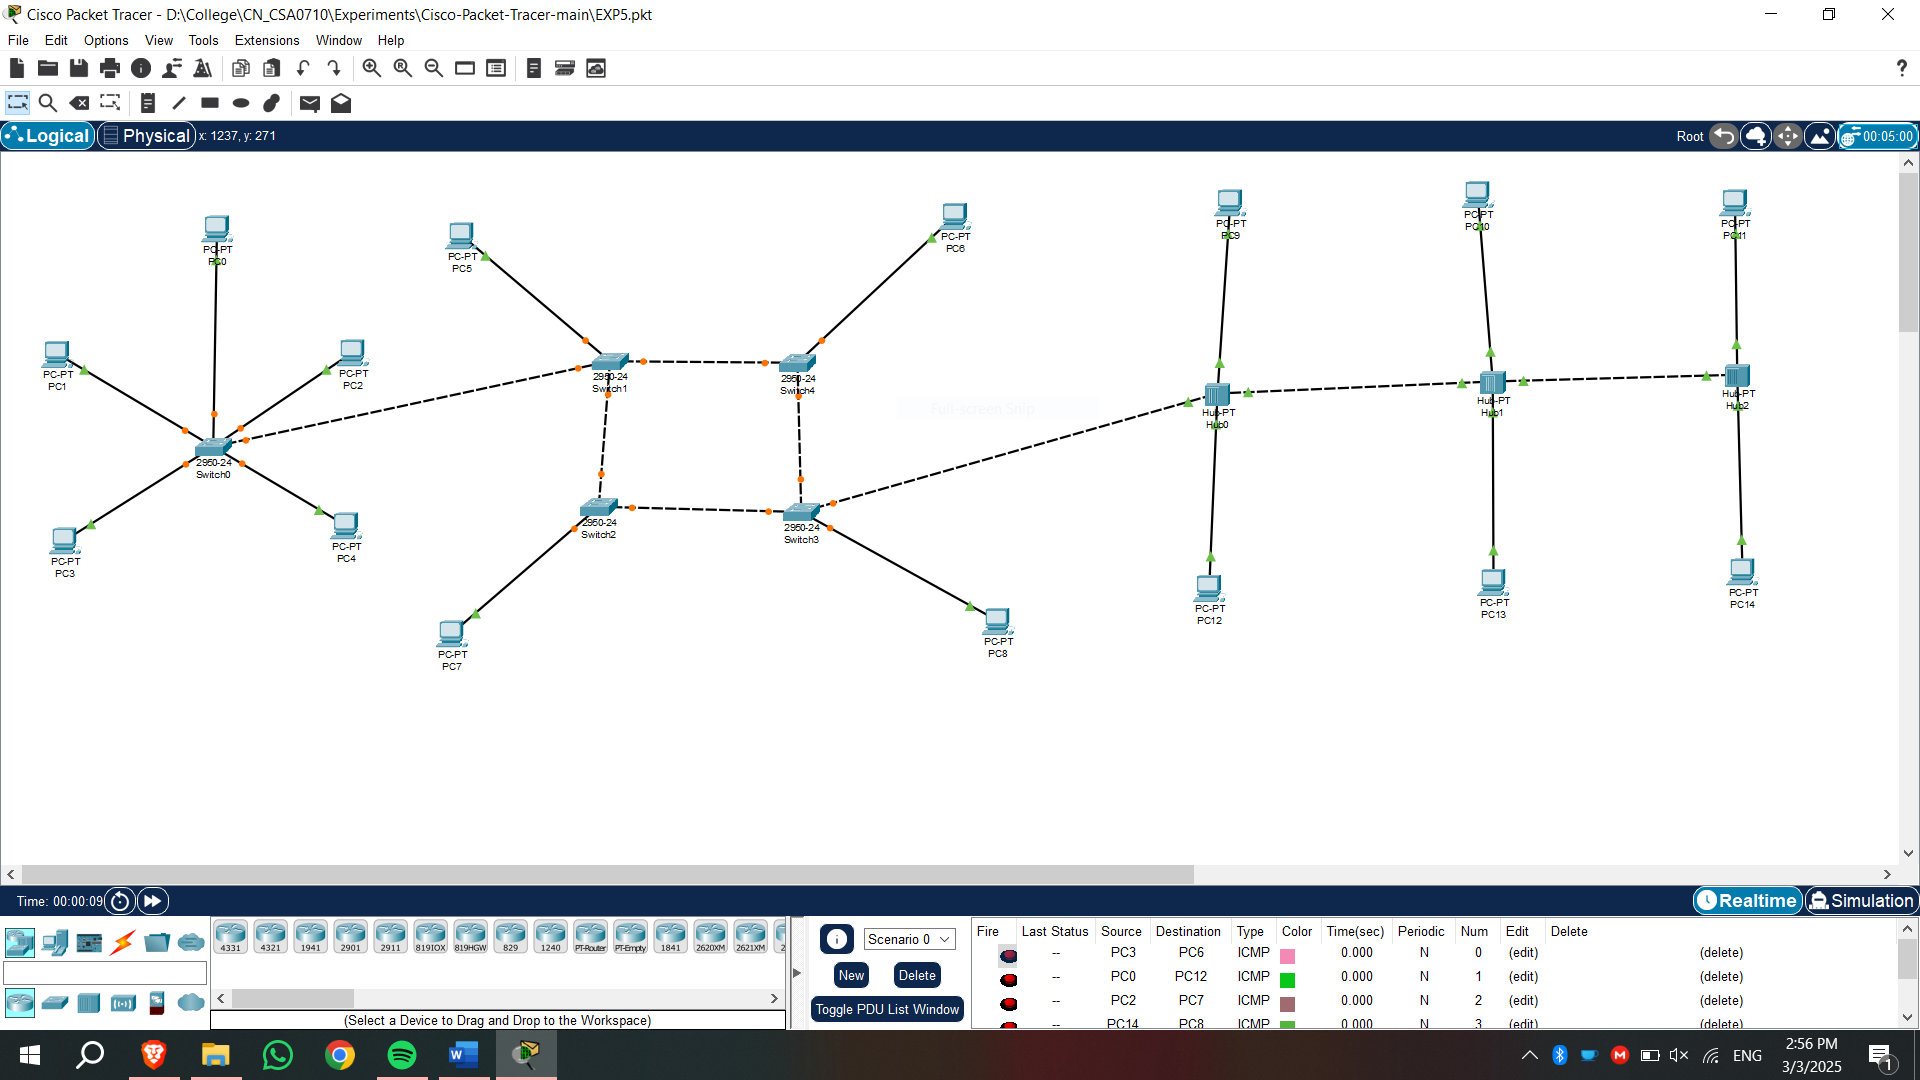 Cisco Packet Tracer - D:\College\CN_CSA0710\Experiments\Cisco-Packet-Tracer-main\EXP5.pkt
File Edit Options View Tools Extensions Window Help
Logical Physical x: 1237, y: 271 Root 00:05:00
PC-PT
PC0
PC-PT
PC5
PC-PT
PC6
PC-PT
PC9
PC-PT
PC10
PC-PT
PC11
PC-PT
PC1
PC-PT
PC2
2950-24
Switch1
2950-24
Switch4
Full-screen Snip
Hub-PT
Hub0
Hub-PT
Hub1
Hub-PT
Hub2
2950-24
Switch0
2950-24
Switch2
2950-24
Switch3
PC-PT
PC3
PC-PT
PC4
PC-PT
PC7
PC-PT
PC8
PC-PT
PC12
PC-PT
PC13
PC-PT
PC14
Time: 00:00:09 Realtime Simulation
4331 4321 1941 2901 2911 819IOX 819HGW 829 1240 PT-Router PT-Empty 1841 2620XM 2621XM 2
(Select a Device to Drag and Drop to the Workspace)
Scenario 0
New Delete
Toggle PDU List Window
Fire Last Status Source Destination Type Color Time(sec) Periodic Num Edit Delete
-- PC3 PC6 ICMP 0.000 N 0 (edit) (delete)
-- PC0 PC12 ICMP 0.000 N 1 (edit) (delete)
-- PC2 PC7 ICMP 0.000 N 2 (edit) (delete)
-- PC14 PC8 ICMP 0.000 N 3 (edit) (delete)
ENG
2:56 PM
3/3/2025
1